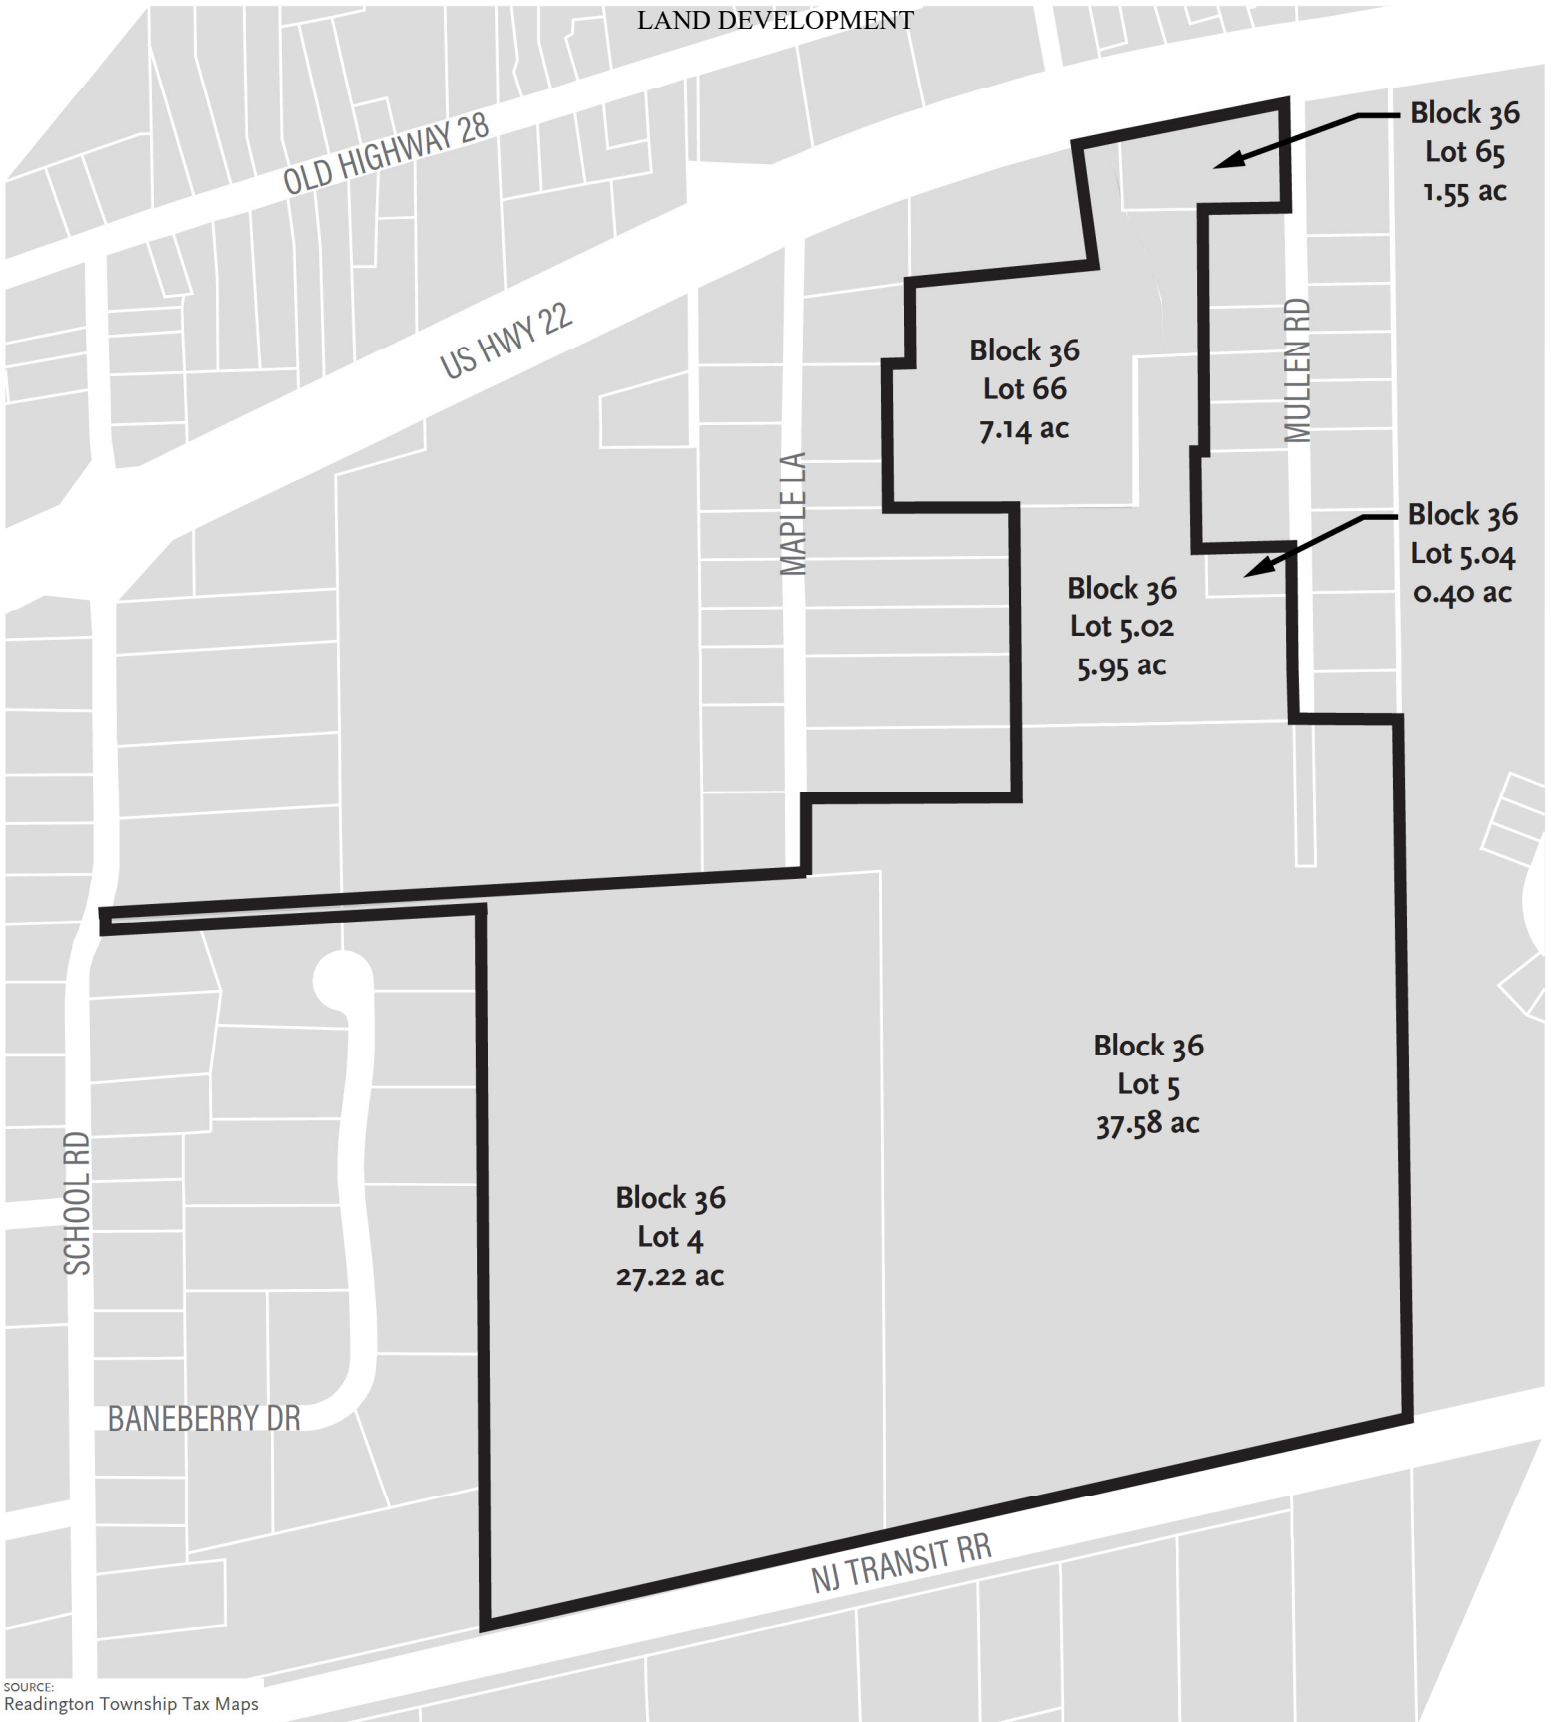 LAND DEVELOPMENT
OLD HIGHWAY 28
Block 36
Lot 65
1.55 ac
US HWY 22
Block 36
Lot 66
7.14 ac
MULLEN RD
MAPLE LA
Block 36
Lot 5.04
0.40 ac
Block 36
Lot 5.02
5.95 ac
Block 36
Lot 5
37.58 ac
SCHOOL RD
Block 36
Lot 4
27.22 ac
BANEBERRY DR
NJ TRANSIT RR
SOURCE:
Readington Township Tax Maps